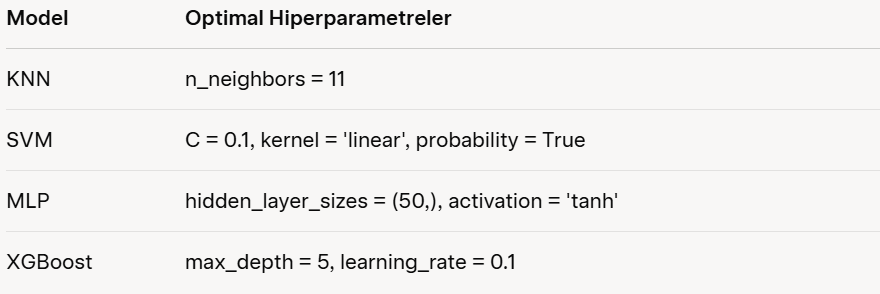 Model Optimal Hiperparametreler
KNN n_neighbors = 11
SVM C = 0.1, kernel = 'linear', probability = True
MLP hidden_layer_sizes = (50,), activation = 'tanh'
XGBoost max_depth = 5, learning_rate = 0.1